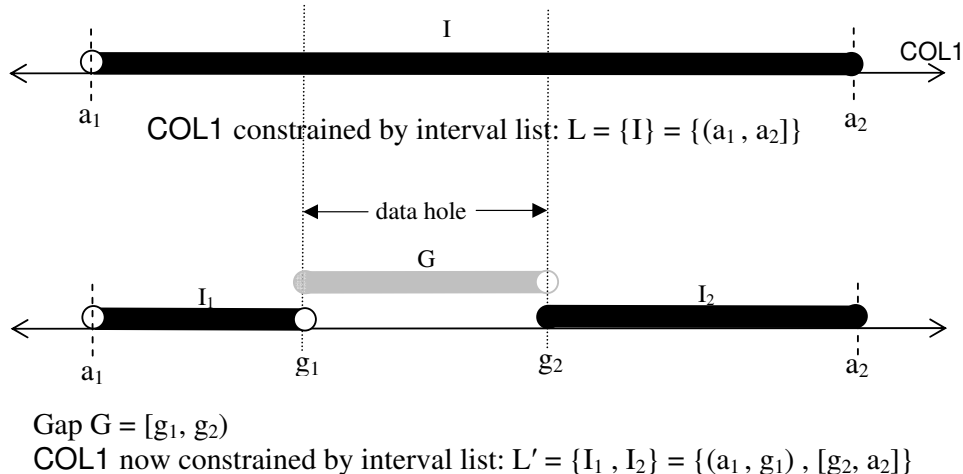 I
COL1
a₁
a₂
COL1 constrained by interval list: L = {I} = {(a₁ , a₂]}
data hole
G
I₁
I₂
a₁
g₁
g₂
a₂
Gap G = [g₁, g₂)
COL1 now constrained by interval list: L′ = {I₁ , I₂} = {(a₁ , g₁) , [g₂, a₂]}